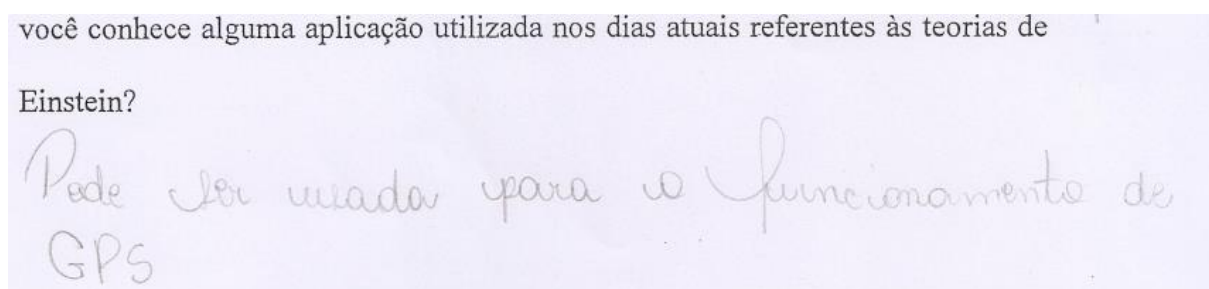 você conhece alguma aplicação utilizada nos dias atuais referentes às teorias de
Einstein?
Pode ser usada para o funcionamento de
GPS